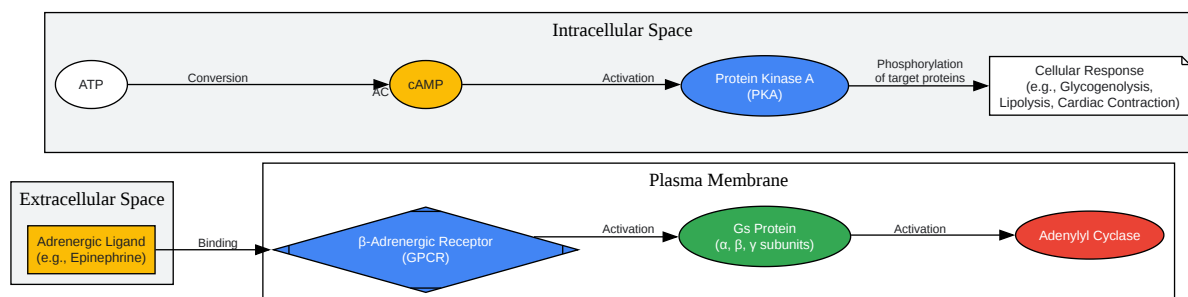 Intracellular Space
ATP
Conversion
AC
cAMP
Activation
Protein Kinase A
(PKA)
Phosphorylation
of target proteins
Cellular Response
(e.g., Glycogenolysis,
Lipolysis, Cardiac Contraction)
Extracellular Space
Adrenergic Ligand
(e.g., Epinephrine)
Binding
Plasma Membrane
β-Adrenergic Receptor
(GPCR)
Activation
Gs Protein
(α, β, γ subunits)
Activation
Adenylyl Cyclase